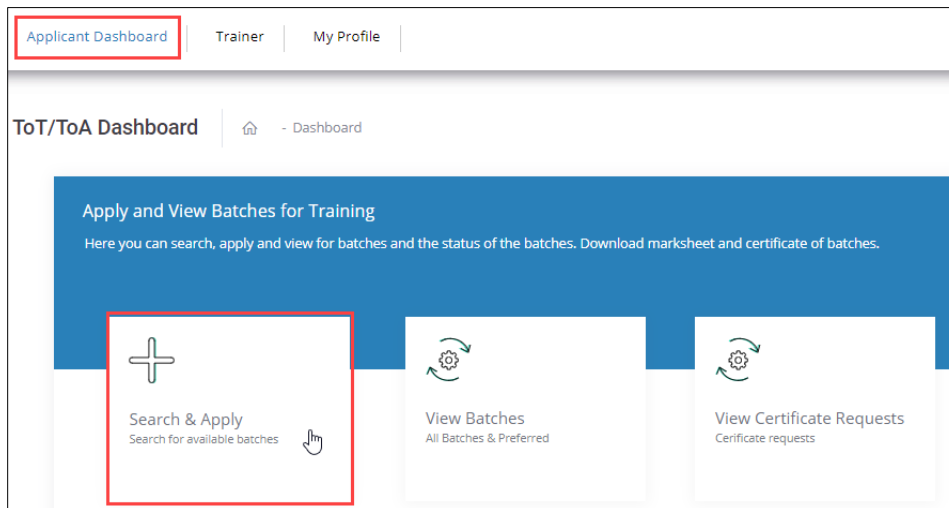 Applicant Dashboard Trainer My Profile
ToT/ToA Dashboard - Dashboard
Apply and View Batches for Training
Here you can search, apply and view for batches and the status of the batches. Download marksheet and certificate of batches.
Search & Apply
Search for available batches
View Batches
All Batches & Preferred
View Certificate Requests
Cerificate requests